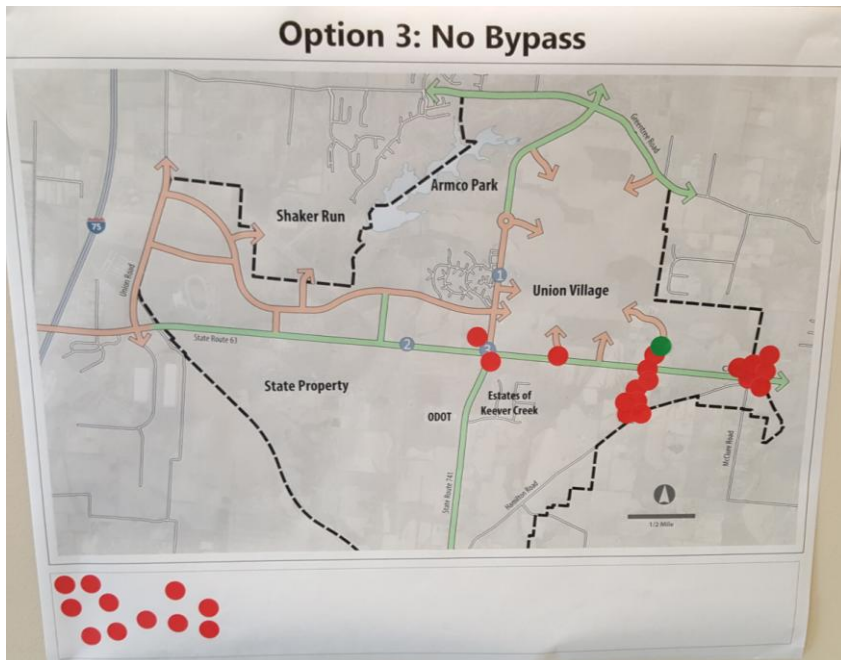 Option 3: No Bypass
Greentree Road
Armco Park
Shaker Run
75
Union Road
1
Union Village
State Route 63
2
State Property
Estates of
Keever Creek
ODOT
State Route 741
Hamilton Road
McClure Road
1/2 Mile